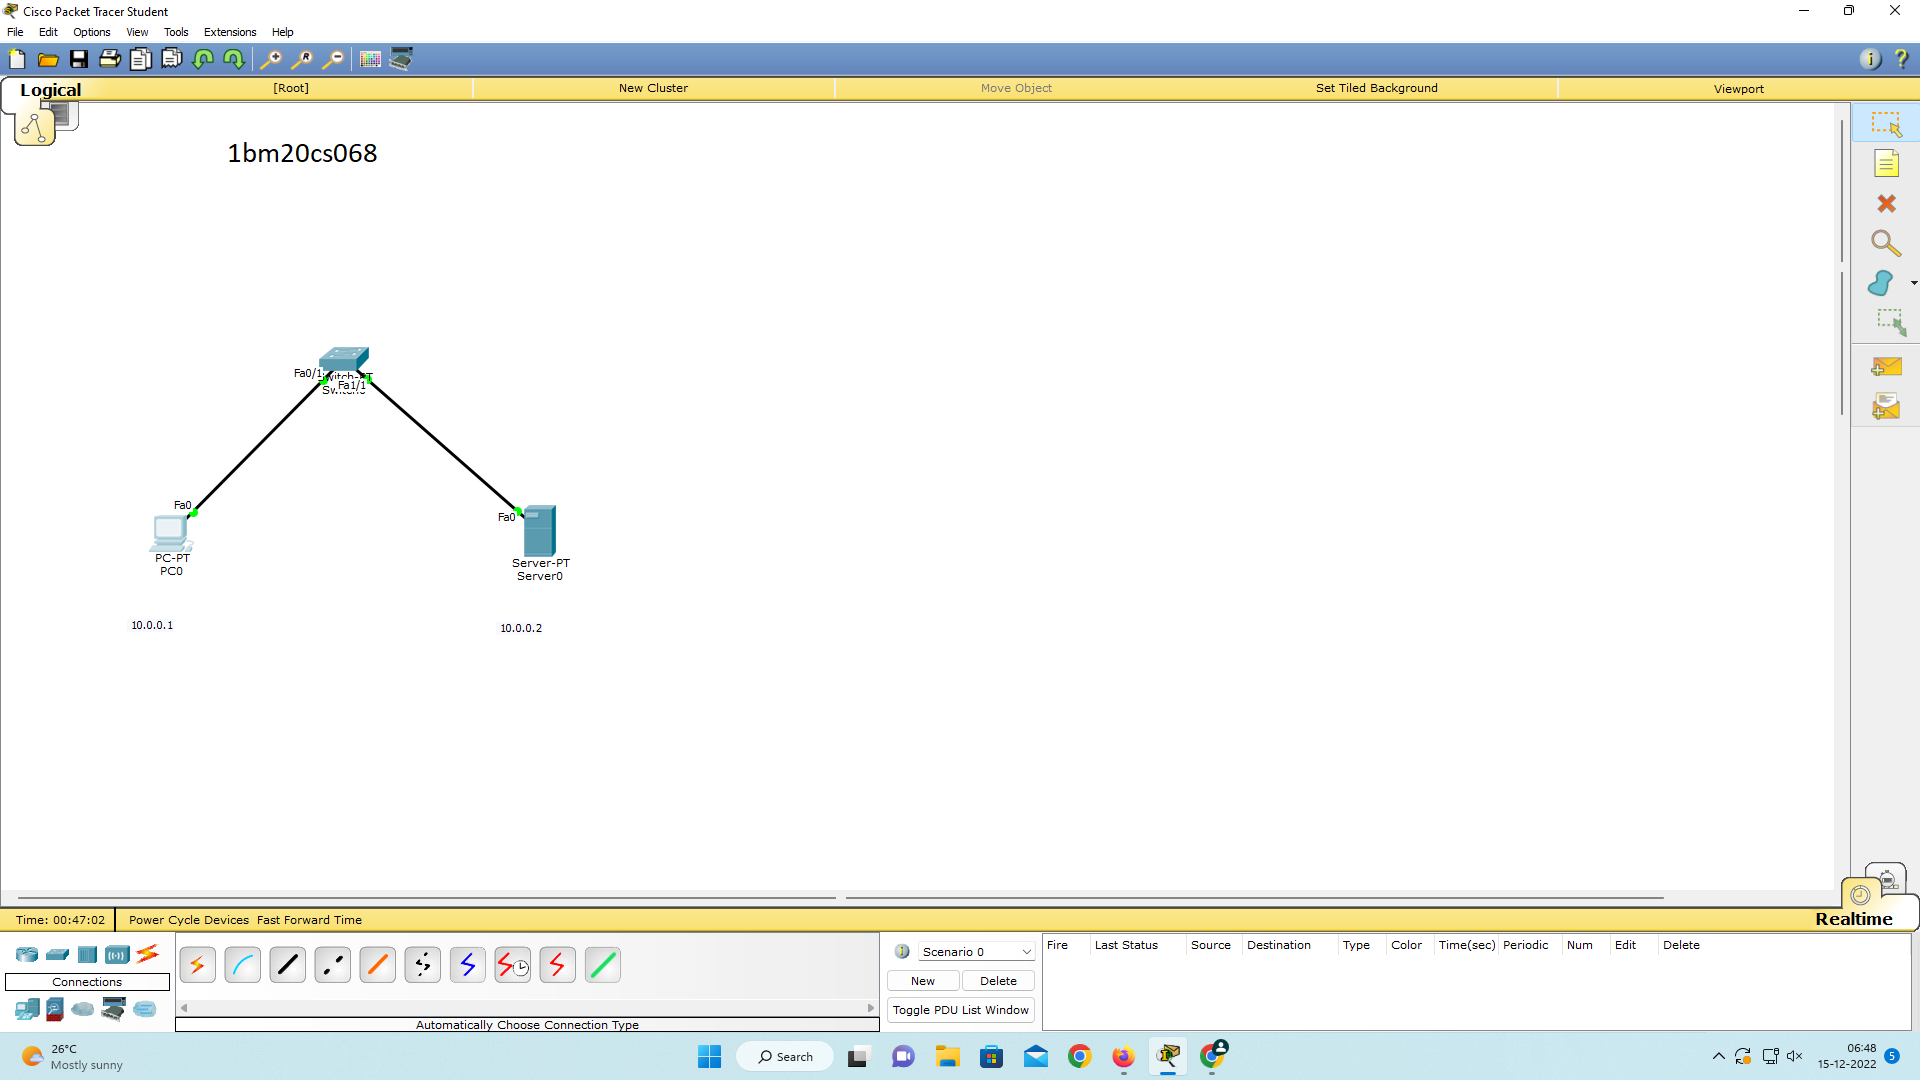 Cisco Packet Tracer Student
File Edit Options View Tools Extensions Help
Logical [Root] New Cluster Move Object Set Tiled Background Viewport
1bm20cs068
Fa0/1
Fa1/1
Fa0
PC-PT
PC0
Fa0
Server-PT
Server0
10.0.0.1
10.0.0.2
Time: 00:47:02 Power Cycle Devices Fast Forward Time
Realtime
Connections
Automatically Choose Connection Type
Scenario 0
New Delete
Toggle PDU List Window
Fire Last Status Source Destination Type Color Time(sec) Periodic Num Edit Delete
26°C
Mostly sunny
Search
06:48
15-12-2022
5